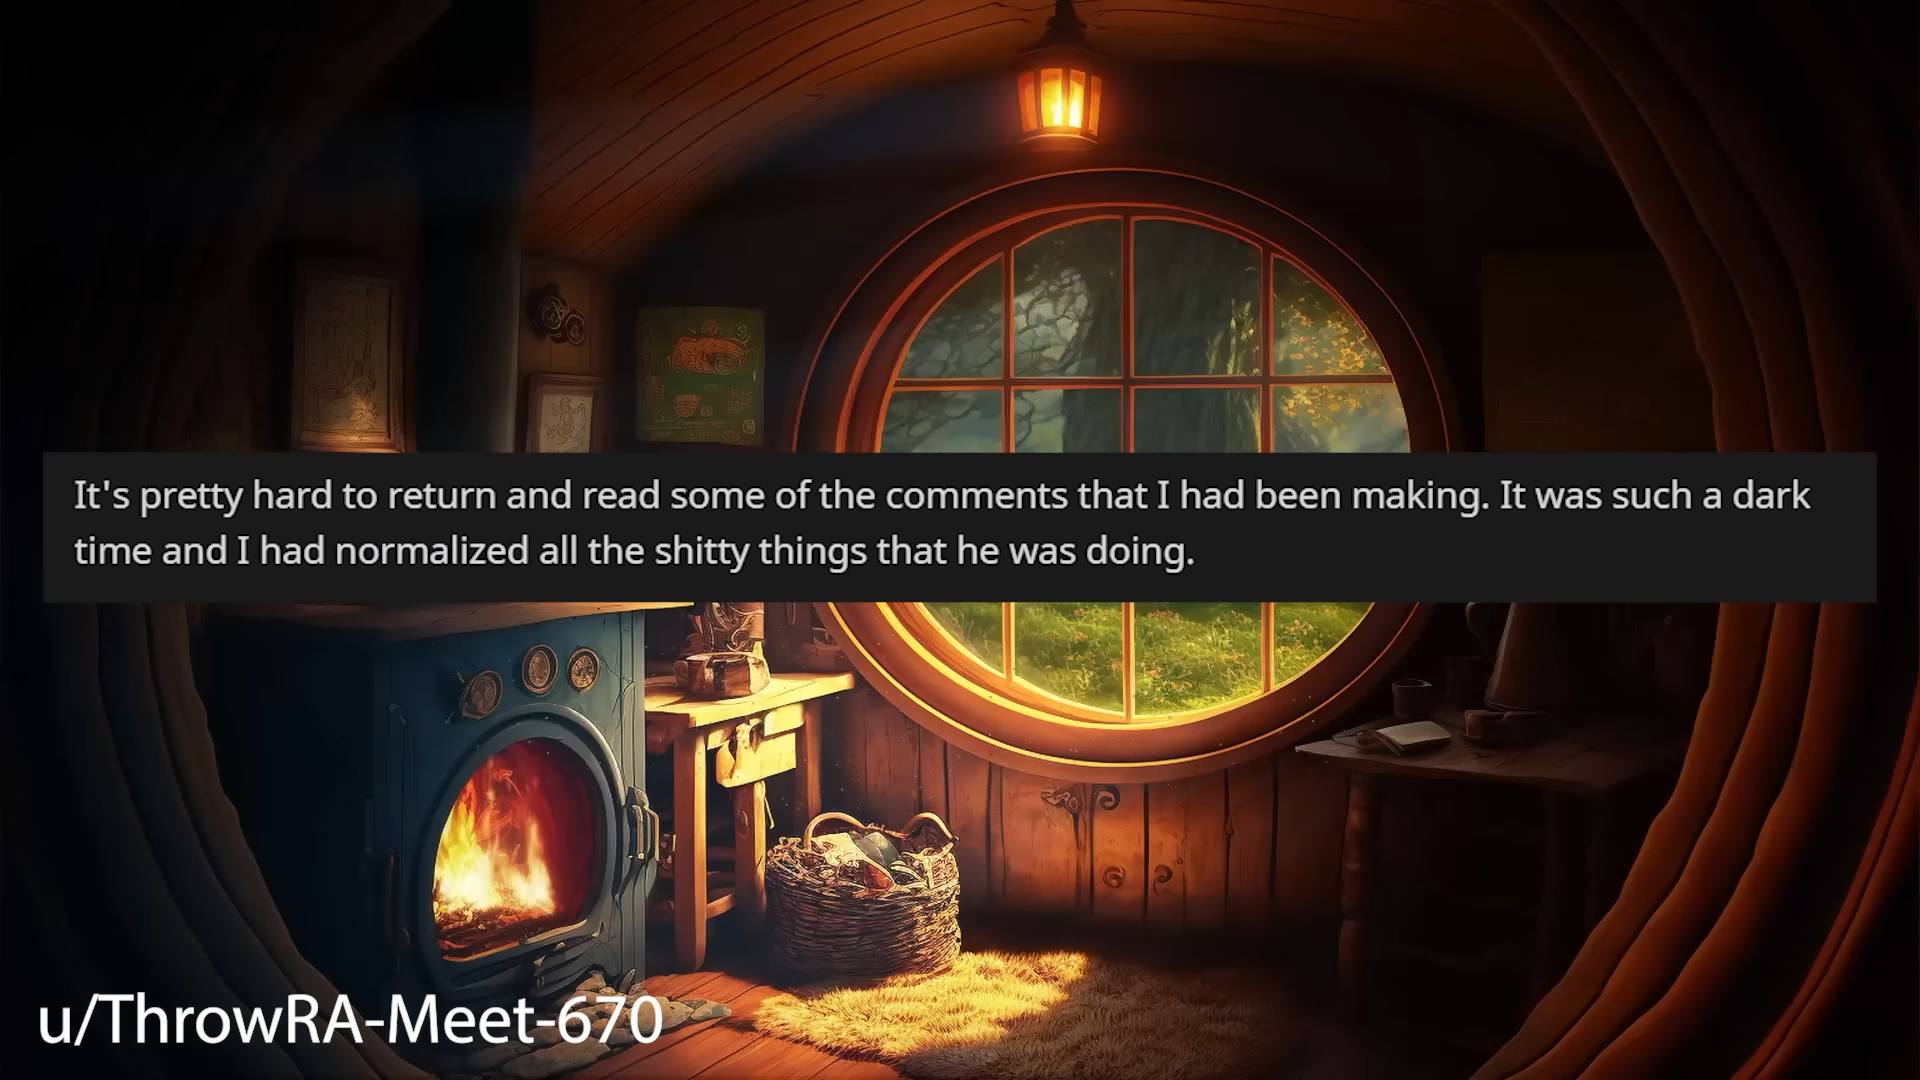 It's pretty hard to return and read some of the comments that I had been making. It was such a dark
time and I had normalized all the shitty things that he was doing.
u/ThrowRA-Meet-670